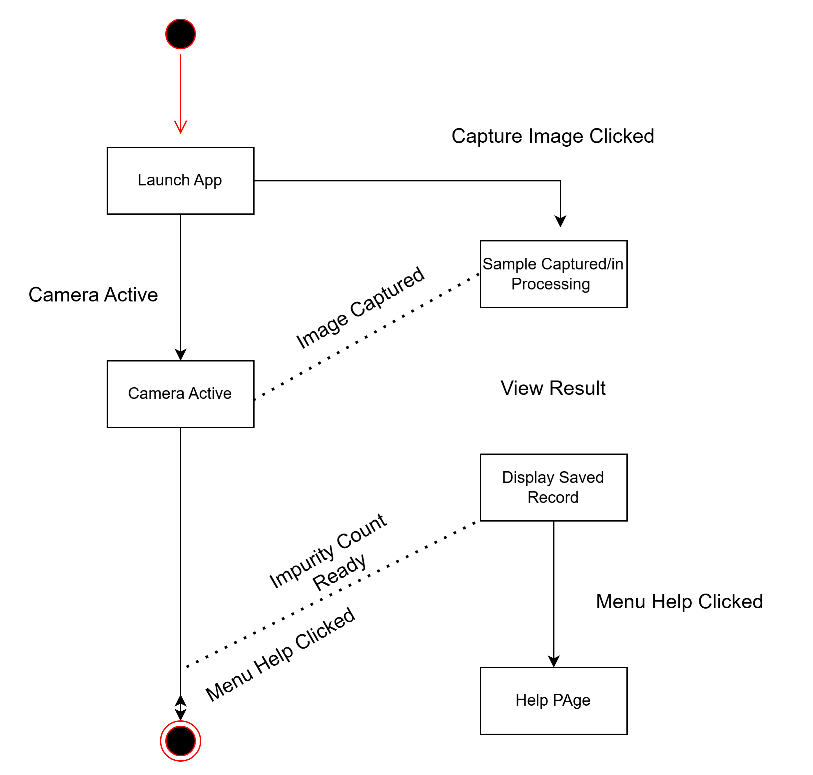 Capture Image Clicked
Launch App
Sample Captured/in
Processing
Camera Active
Image Captured
Camera Active
View Result
Display Saved
Record
Impurity Count
Ready
Menu Help Clicked
Menu Help Clicked
Help PAge